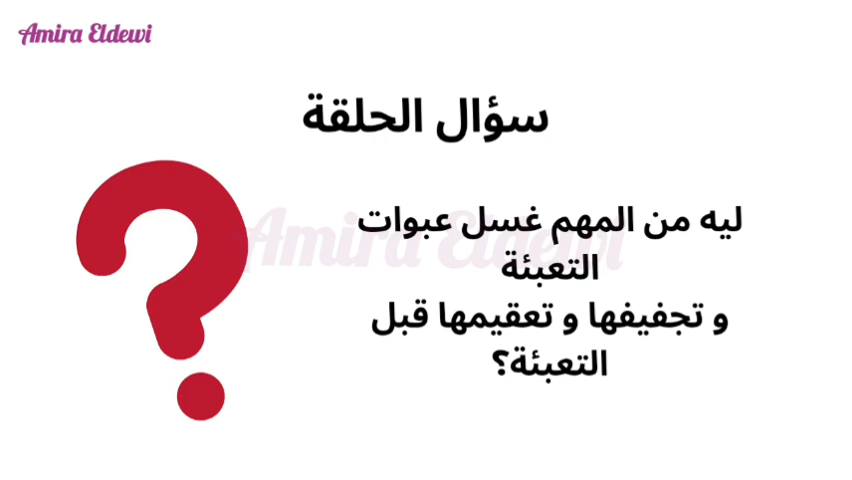 Amira Eldewi
سؤال الحلقة
ليه من المهم غسل عبوات
التعبئة
و تجفيفها و تعقيمها قبل
التعبئة؟
Amira Eldewi